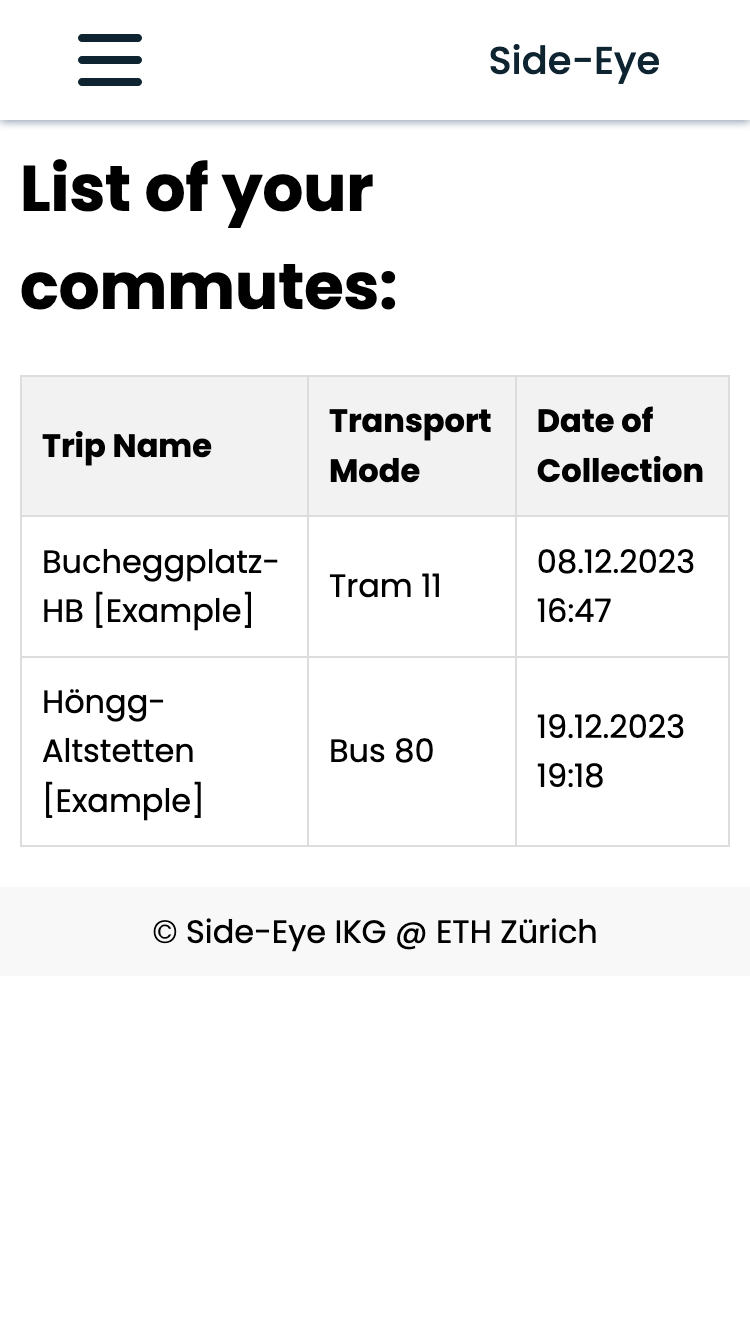 Side-Eye
List of your
commutes:
Trip Name
Transport
Mode
Date of
Collection
Bucheggplatz-
HB [Example]
Tram 11
08.12.2023
16:47
Höngg-
Altstetten
[Example]
Bus 80
19.12.2023
19:18
© Side-Eye IKG @ ETH Zürich